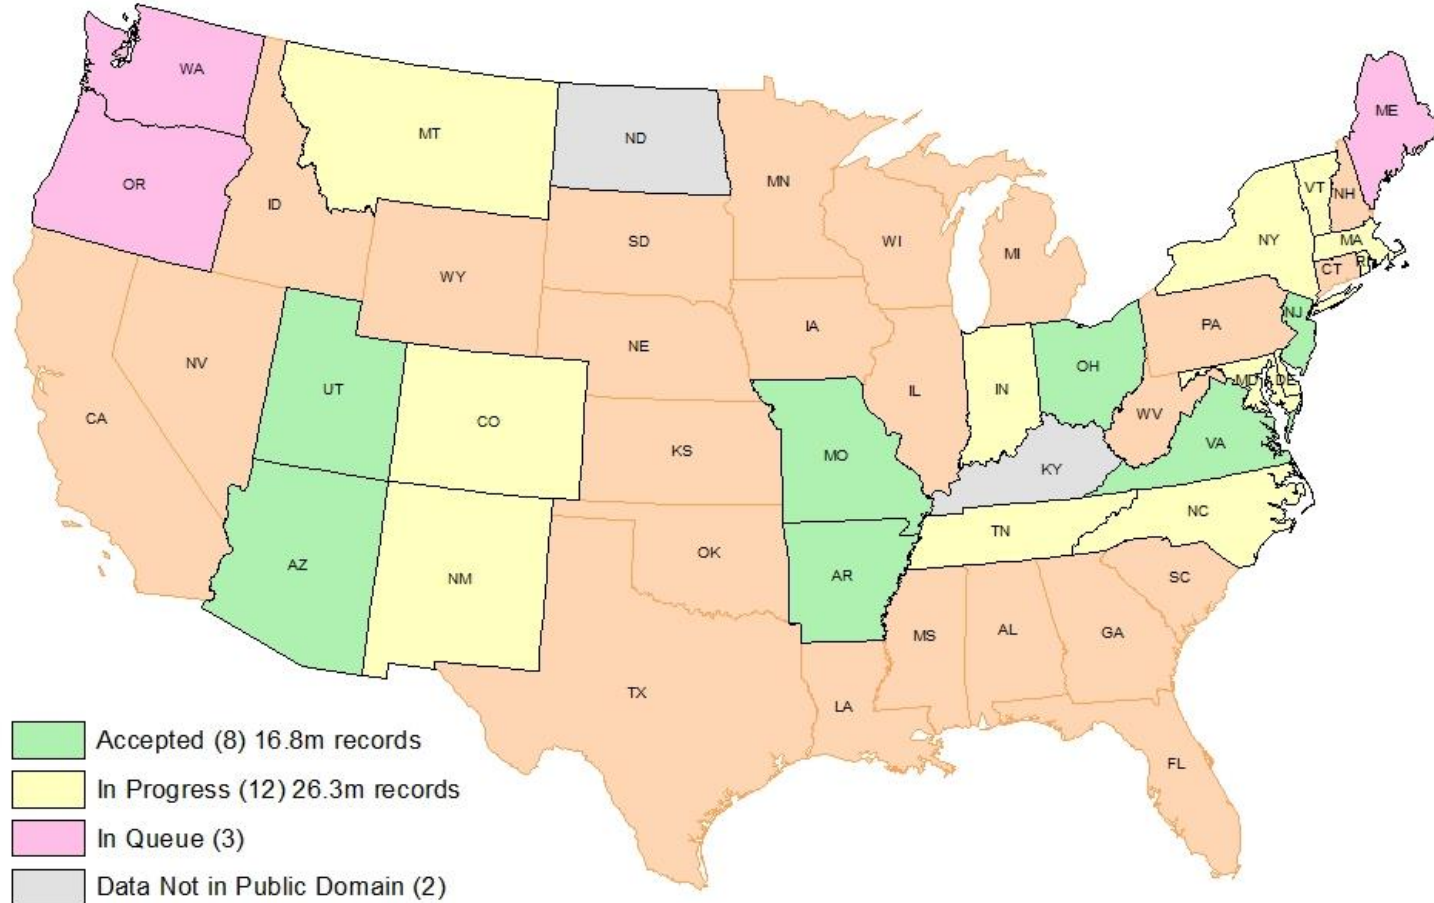 WA
MT
ND
OR
ID
MN
SD
WY
WI
MI
ME
VT
NH
NY
MA
RI
CT
NV
UT
CO
NE
IA
IL
IN
OH
PA
NJ
MD
DE
WV
VA
CA
KS
MO
KY
AZ
NM
OK
AR
TN
NC
SC
MS
AL
GA
TX
LA
FL
Accepted (8) 16.8m records
In Progress (12) 26.3m records
In Queue (3)
Data Not in Public Domain (2)